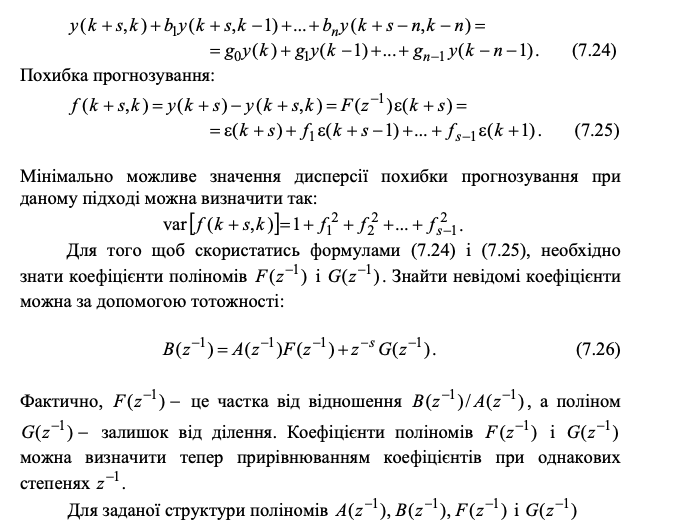 y(k + s,k) + b₁y(k + s,k −1) +...+ bₙy(k + s − n,k − n) =
= g₀y(k) + g₁y(k −1) +...+ gₙ₋₁y(k − n −1). (7.24)
Похибка прогнозування:
f(k + s,k) = y(k + s) − y(k + s,k) = F(z⁻¹)ε(k + s) =
= ε(k + s) + f₁ε(k + s −1) +...+ fₛ₋₁ε(k +1). (7.25)
Мінімально можливе значення дисперсії похибки прогнозування при
даному підході можна визначити так:
var[f(k + s,k)]=1+ f₁² + f₂² +...+ fₛ₋₁².
Для того щоб скористатись формулами (7.24) і (7.25), необхідно
знати коефіцієнти поліномів F(z⁻¹) і G(z⁻¹). Знайти невідомі коефіцієнти
можна за допомогою тотожності:
B(z⁻¹) = A(z⁻¹)F(z⁻¹) + z⁻ˢ G(z⁻¹). (7.26)
Фактично, F(z⁻¹) − це частка від відношення B(z⁻¹)/A(z⁻¹), а поліном
G(z⁻¹) − залишок від ділення. Коефіцієнти поліномів F(z⁻¹) і G(z⁻¹)
можна визначити тепер прирівнюванням коефіцієнтів при однакових
степенях z⁻¹.
Для заданої структури поліномів A(z⁻¹), B(z⁻¹), F(z⁻¹) і G(z⁻¹)